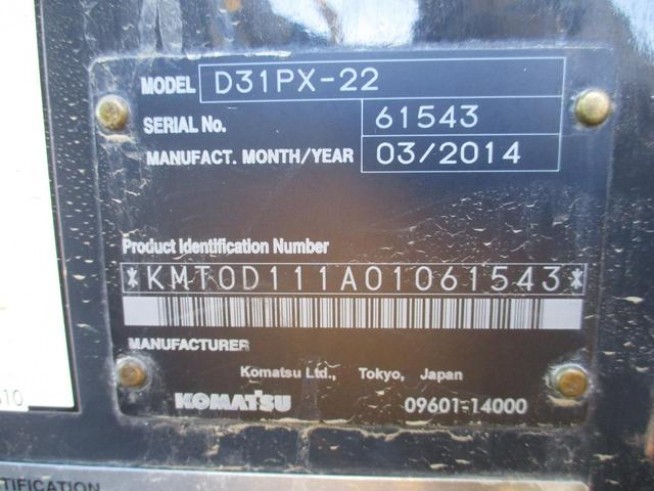 MODEL D31PX-22
SERIAL No. 61543
MANUFACT. MONTH/YEAR 03/2014
Product Identification Number
*KMT0D111A01061543*
MANUFACTURER
Komatsu Ltd., Tokyo, Japan
KOMATSU 09601-14000